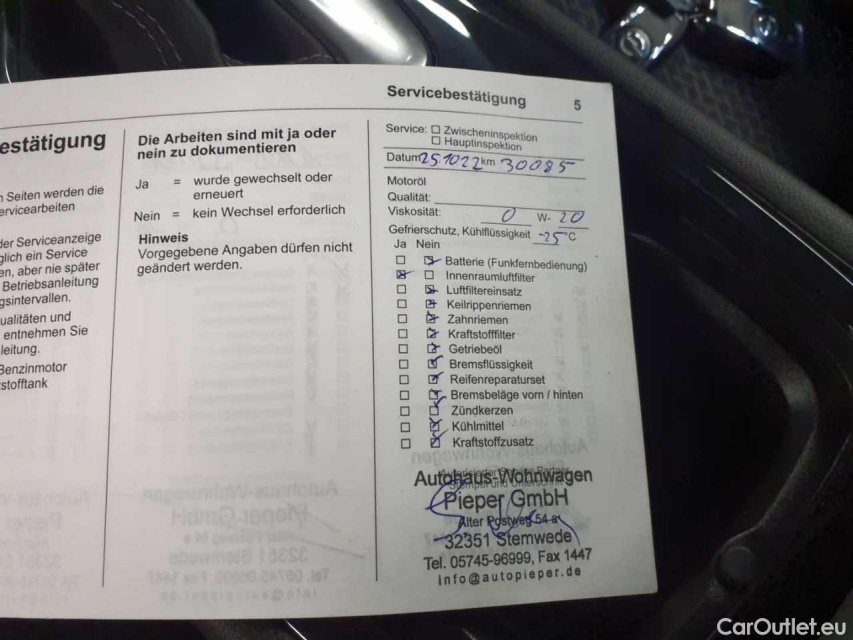 Servicebestätigung 5
estätigung
n Seiten werden die
ervicearbeiten
der Serviceanzeige
glich ein Service
en, aber nie später
Betriebsanleitung
gsintervallen.
ualitäten und
entnehmen Sie
leitung.
Benzinmotor
stofftank
Die Arbeiten sind mit ja oder
nein zu dokumentieren
Ja = wurde gewechselt oder
erneuert
Nein = kein Wechsel erforderlich
Hinweis
Vorgegebene Angaben dürfen nicht
geändert werden.
Service: Zwischeninspektion
Hauptinspektion
Datum 251022 km 30085
Motoröl
Qualität:
Viskosität: 0 W- 20
Gefrierschutz, Kühlflüssigkeit -25°C
Ja Nein
Batterie (Funkfernbedienung)
Innenraumluftfilter
Luftfiltereinsatz
Keilrippenriemen
Zahnriemen
Kraftstofffilter
Getriebeöl
Bremsflüssigkeit
Reifenreparaturset
Bremsbeläge vorn / hinten
Zündkerzen
Kühlmittel
Kraftstoffzusatz
Autohaus-Wohnwagen
Pieper GmbH
Alter Postweg 54 a
32351 Stemwede
Tel. 05745-96999, Fax 1447
Info@autopieper.de
CarOutlet.eu